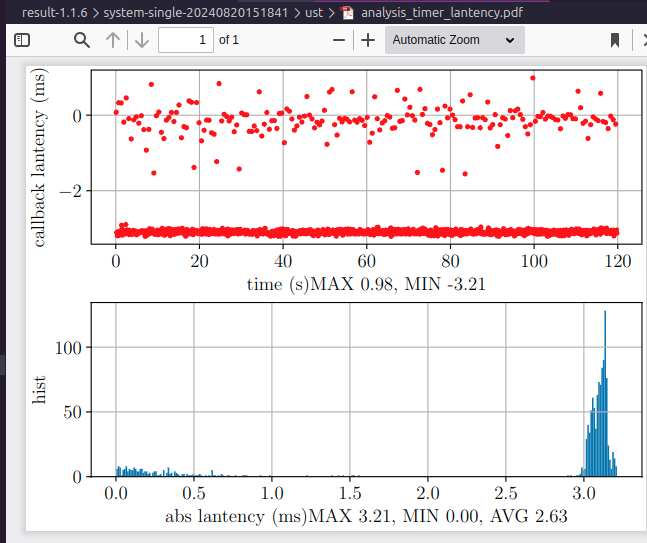 result-1.1.6 > system-single-20240820151841 > ust > analysis_timer_lantency.pdf
1 of 1 Automatic Zoom
callback lantency (ms)
0
−2
0 20 40 60 80 100 120
time (s)MAX 0.98, MIN -3.21
hist
100
50
0
0.0 0.5 1.0 1.5 2.0 2.5 3.0
abs lantency (ms)MAX 3.21, MIN 0.00, AVG 2.63